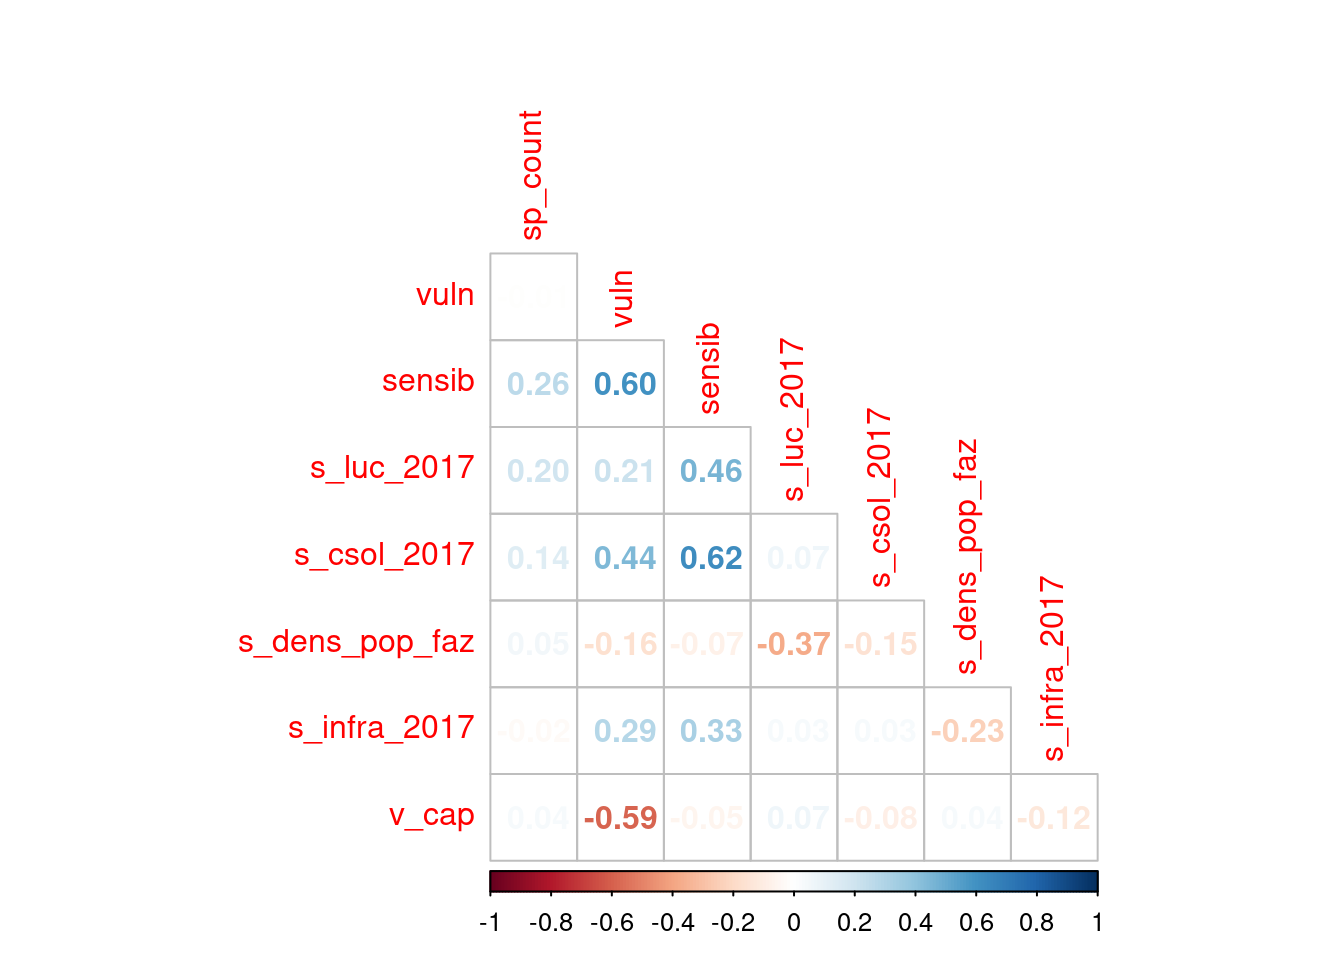 sp_count
vuln
vuln
sensib 0.26 0.60
sensib
s_luc_2017 0.20 0.21 0.46
s_luc_2017
s_csol_2017 0.14 0.44 0.62 0.07
s_csol_2017
s_dens_pop_faz 0.05 -0.16 -0.07 -0.37 -0.15
s_dens_pop_faz
s_infra_2017 -0.02 0.29 0.33 0.03 0.03 -0.23
s_infra_2017
v_cap 0.04 -0.59 -0.05 0.07 -0.08 0.04 -0.12
-1 -0.8 -0.6 -0.4 -0.2 0 0.2 0.4 0.6 0.8 1